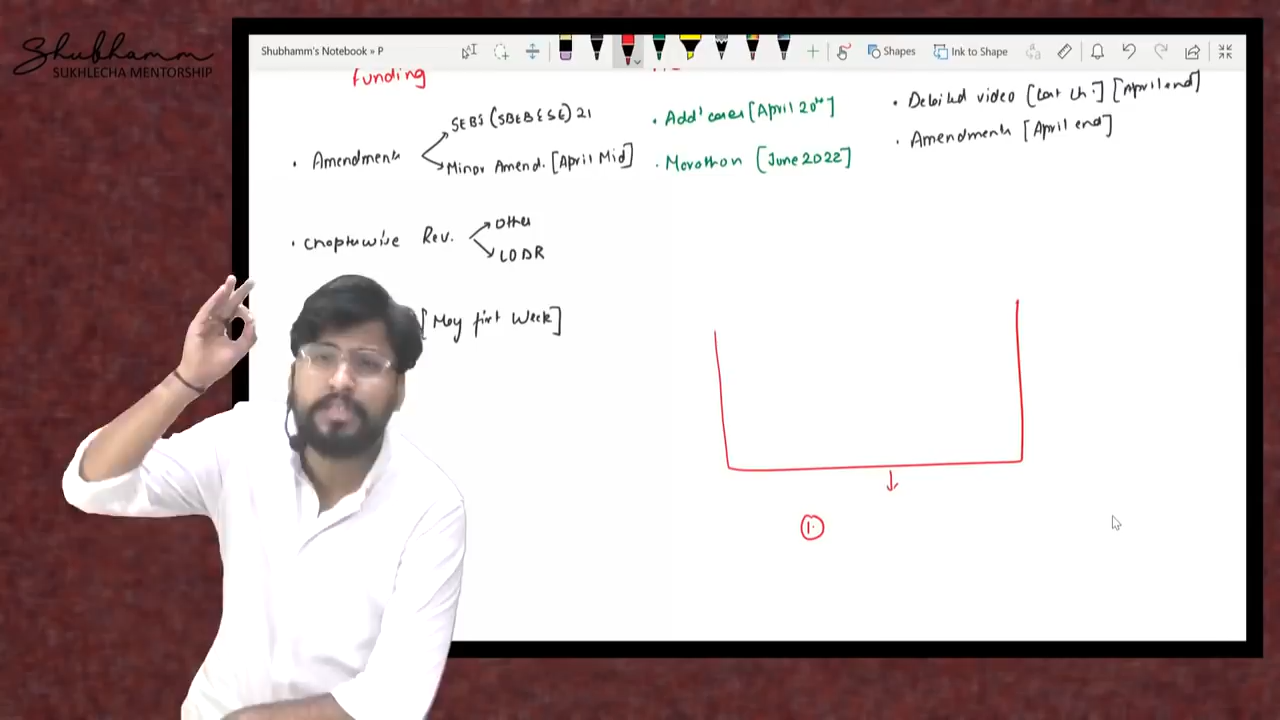 Shubhamm
SUKHLECHA MENTORSHIP
Shubhamm's Notebook » P
Shapes
Ink to Shape
funding
• Amendments
SEBS (SBEB & SE) 21
Minor Amend. [April Mid]
• Chapterwise Rev.
Other
LODR
[May first Week]
• Add' cases [April 20th]
• Marathon [June 2022]
• Detailed video [Last Ch.] [April end]
• Amendments [April end]
1.